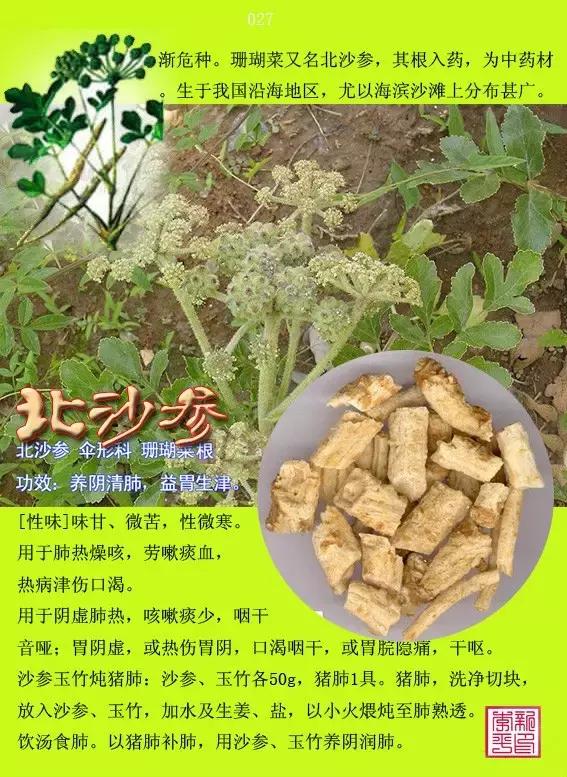 027
渐危种。珊瑚菜又名北沙参，其根入药，为中药材
。生于我国沿海地区，尤以海滨沙滩上分布甚广。
北沙参
北沙参 伞形科 珊瑚菜根
功效：养阴清肺，益胃生津。
[性味]味甘、微苦，性微寒。
用于肺热燥咳，劳嗽痰血，
热病津伤口渴。
用于阴虚肺热，咳嗽痰少，咽干
音哑；胃阴虚，或热伤胃阴，口渴咽干，或胃脘隐痛，干呕。
沙参玉竹炖猪肺：沙参、玉竹各50g，猪肺1具。猪肺，洗净切块，
放入沙参、玉竹，加水及生姜、盐，以小火煨炖至肺熟透。
饮汤食肺。以猪肺补肺，用沙参、玉竹养阴润肺。